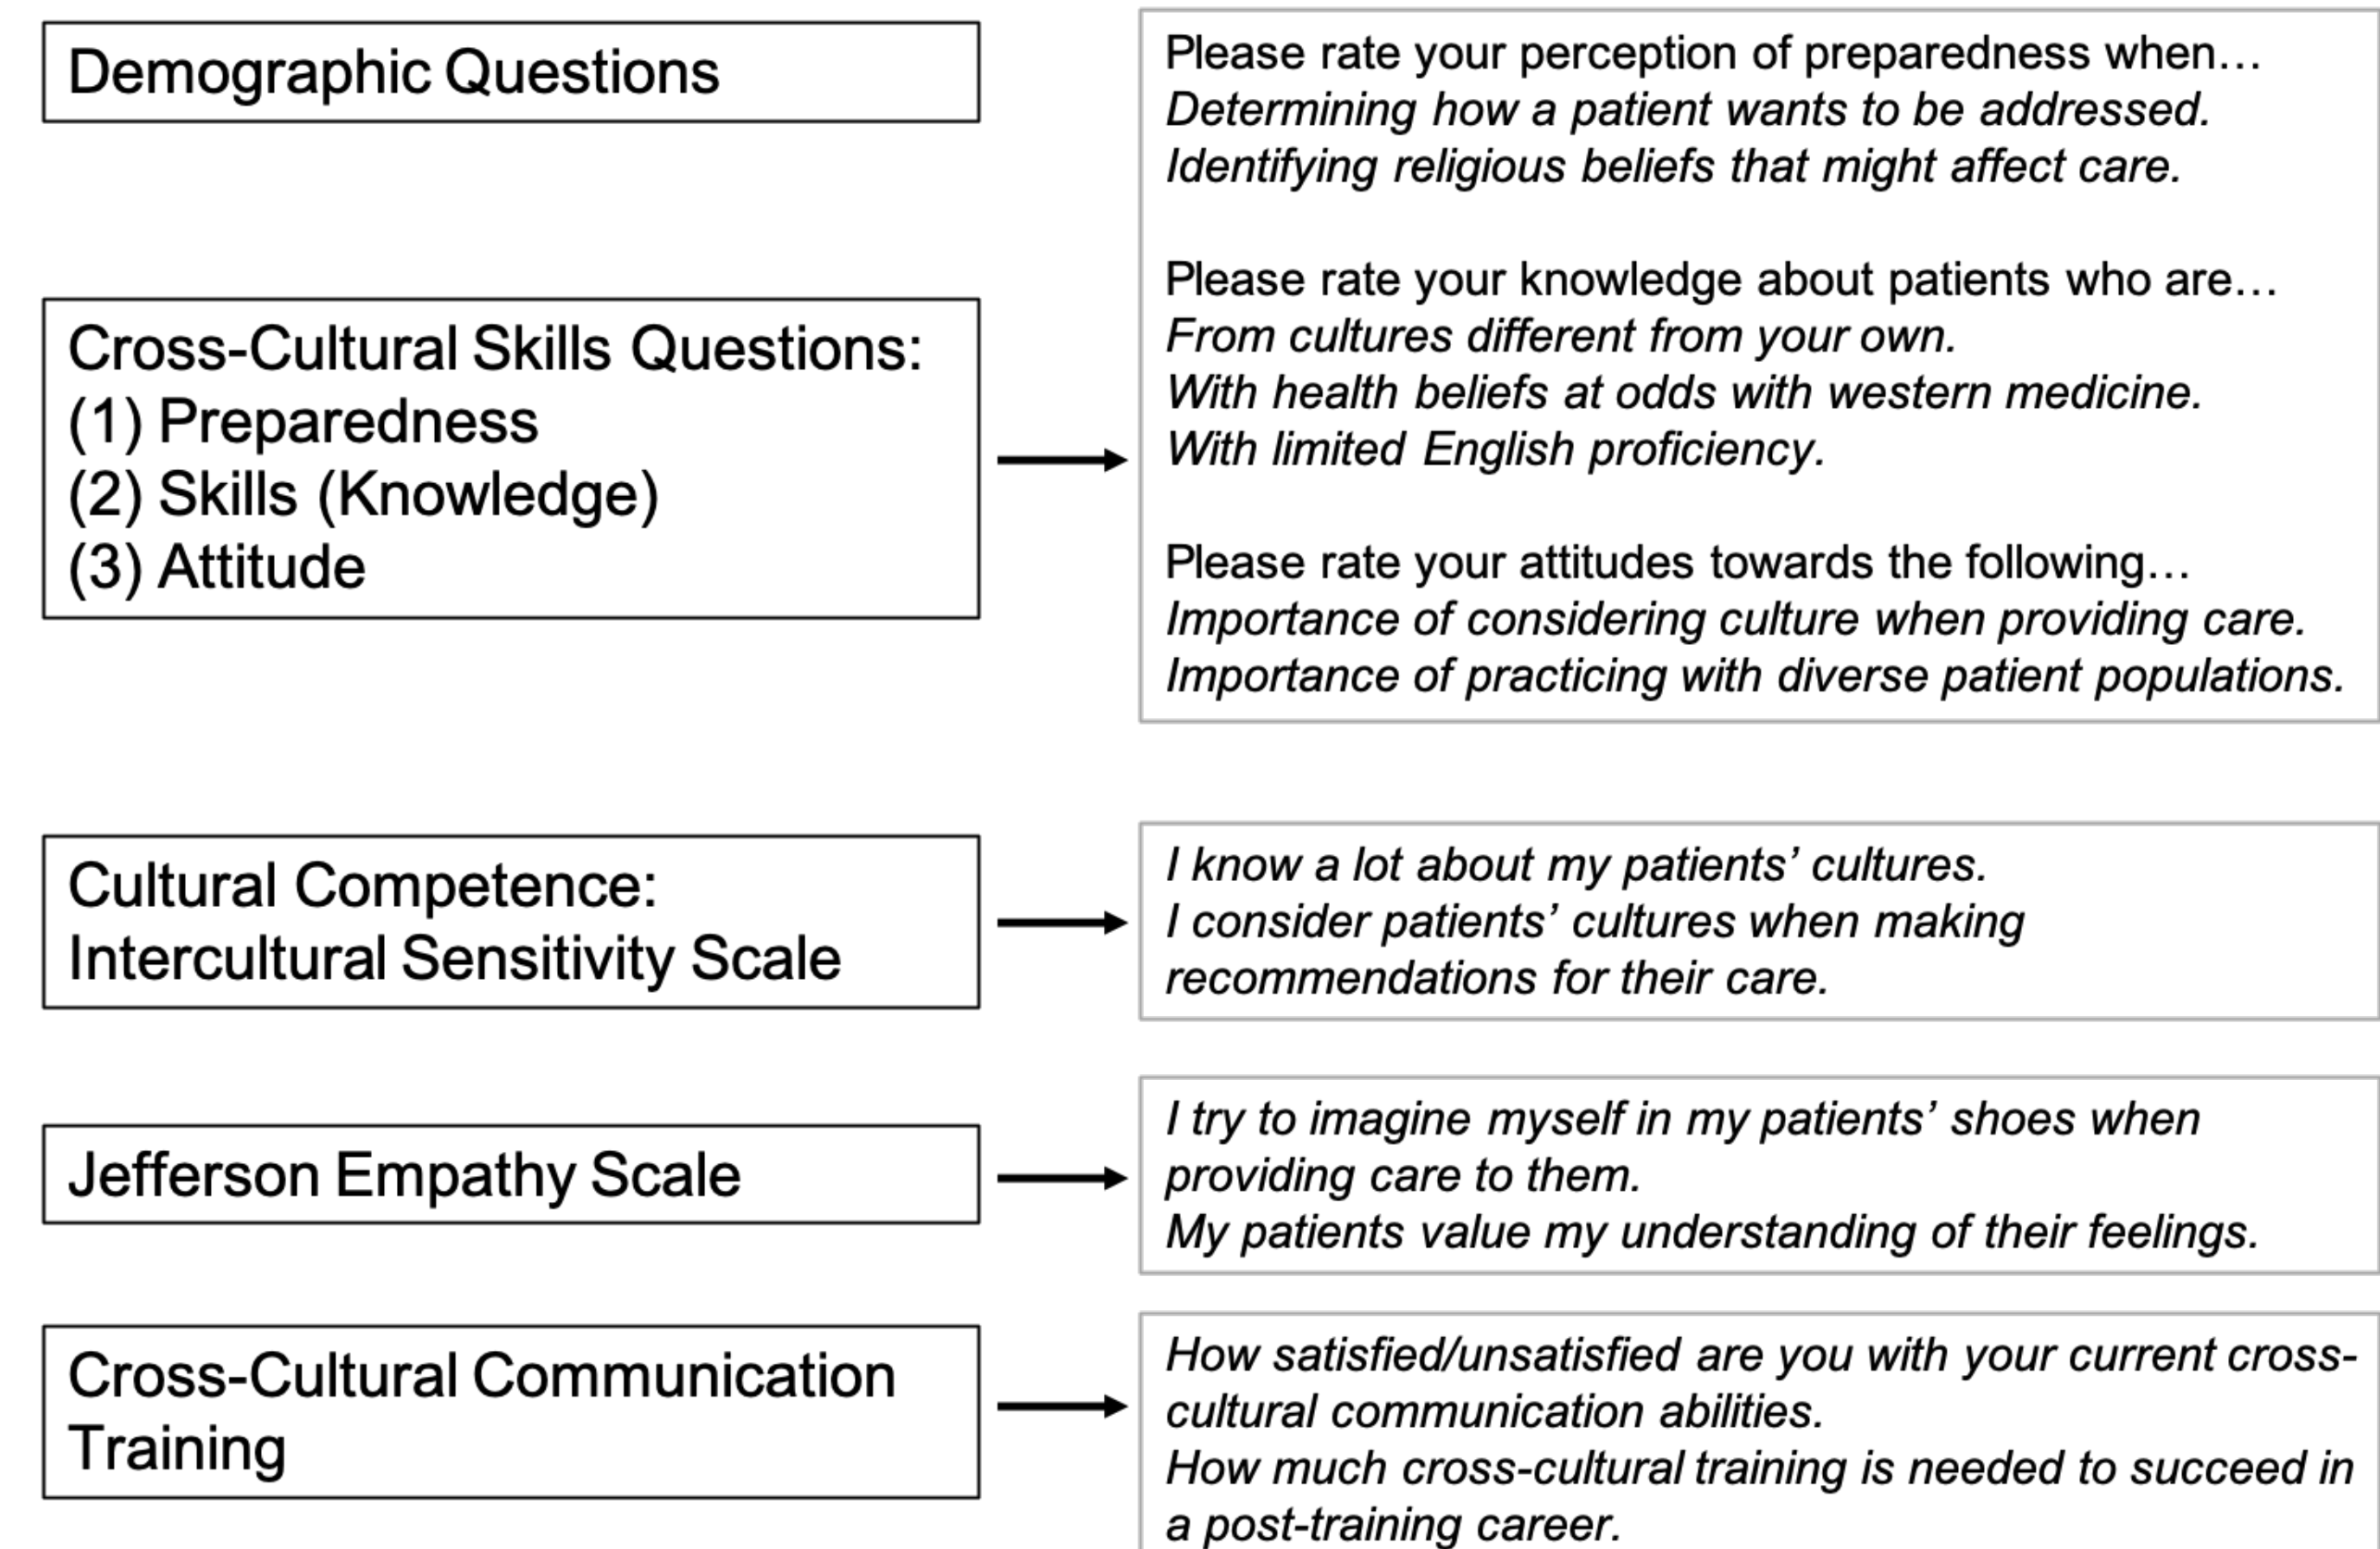 Demographic Questions
Cross-Cultural Skills Questions:
(1) Preparedness
(2) Skills (Knowledge)
(3) Attitude
Please rate your perception of preparedness when…
Determining how a patient wants to be addressed.
Identifying religious beliefs that might affect care.
Please rate your knowledge about patients who are…
From cultures different from your own.
With health beliefs at odds with western medicine.
With limited English proficiency.
Please rate your attitudes towards the following…
Importance of considering culture when providing care.
Importance of practicing with diverse patient populations.
Cultural Competence:
Intercultural Sensitivity Scale
I know a lot about my patients’ cultures.
I consider patients’ cultures when making
recommendations for their care.
Jefferson Empathy Scale
I try to imagine myself in my patients’ shoes when
providing care to them.
My patients value my understanding of their feelings.
Cross-Cultural Communication
Training
How satisfied/unsatisfied are you with your current cross-
cultural communication abilities.
How much cross-cultural training is needed to succeed in
a post-training career.